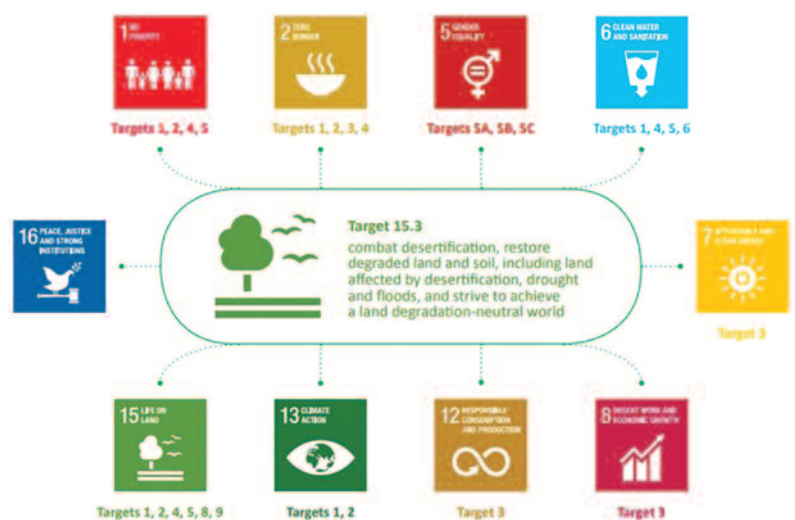 1 NO
POVERTY
2 ZERO
HUNGER
5 GENDER
EQUALITY
6 CLEAN WATER
AND SANITATION
Targets 1, 2, 4, 5
Targets 1, 2, 3, 4
Targets 5A, 5B, 5C
Targets 1, 4, 5, 6
16 PEACE, JUSTICE
AND STRONG
INSTITUTIONS
Target 15.3
combat desertification, restore
degraded land and soil, including land
affected by desertification, drought
and floods, and strive to achieve
a land degradation-neutral world
7 AFFORDABLE AND
CLEAN ENERGY
Target 3
15 LIFE ON
LAND
13 CLIMATE
ACTION
12 RESPONSIBLE
CONSUMPTION
AND PRODUCTION
8 DECENT WORK AND
ECONOMIC GROWTH
Targets 1, 2, 4, 5, 8, 9
Targets 1, 2
Target 3
Target 3